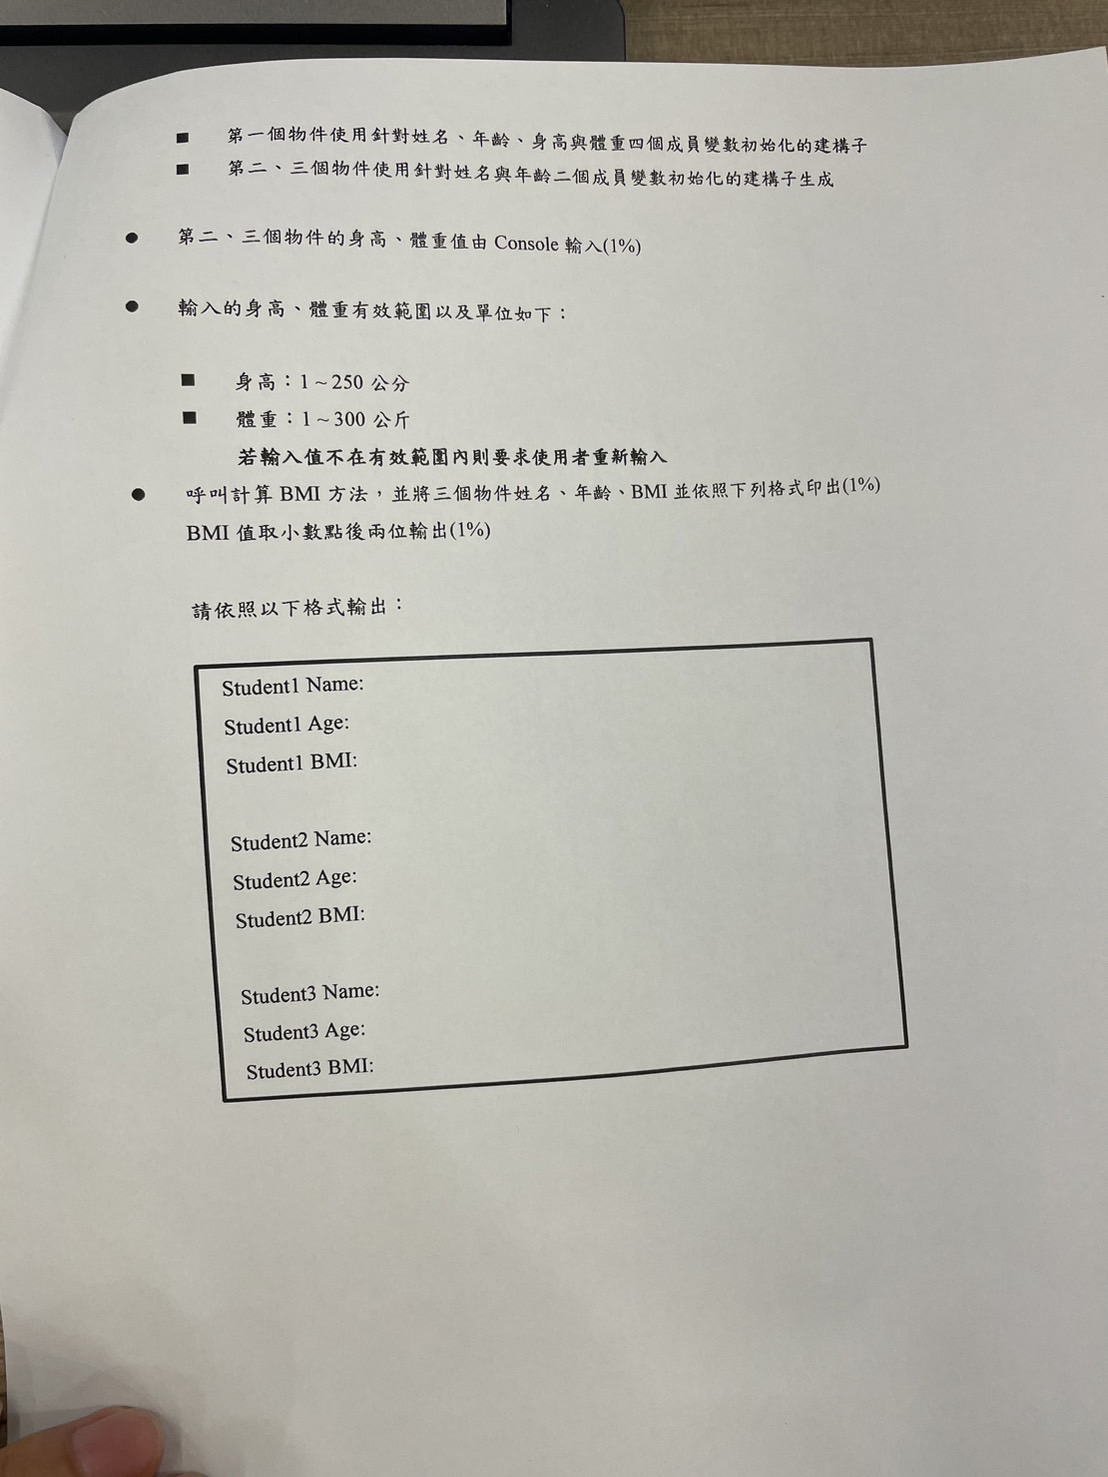 ■ 第一個物件使用針對姓名、年齡、身高與體重四個成員變數初始化的建構子
■ 第二、三個物件使用針對姓名與年齡二個成員變數初始化的建構子生成
● 第二、三個物件的身高、體重值由 Console 輸入(1%)
● 輸入的身高、體重有效範圍以及單位如下：
■ 身高：1 ~ 250 公分
■ 體重：1 ~ 300 公斤
若輸入值不在有效範圍內則要求使用者重新輸入
● 呼叫計算 BMI 方法，並將三個物件姓名、年齡、BMI 並依照下列格式印出(1%)
BMI 值取小數點後兩位輸出(1%)
請依照以下格式輸出：
Student1 Name:
Student1 Age:
Student1 BMI:
Student2 Name:
Student2 Age:
Student2 BMI:
Student3 Name:
Student3 Age:
Student3 BMI: